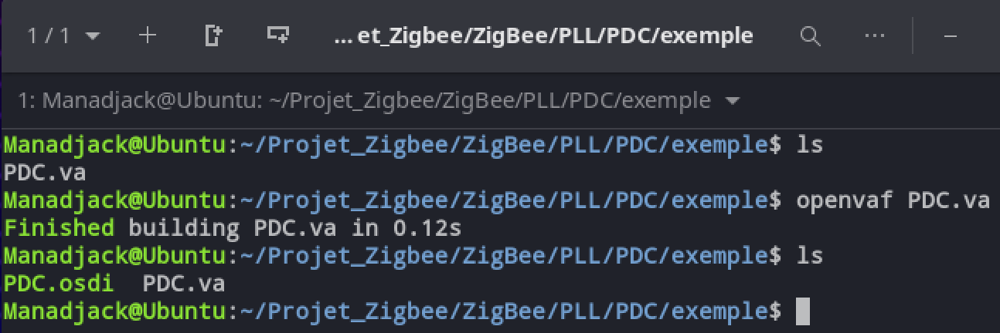 1 / 1
... et_Zigbee/ZigBee/PLL/PDC/exemple
1: Manadjack@Ubuntu: ~/Projet_Zigbee/ZigBee/PLL/PDC/exemple
Manadjack@Ubuntu:~/Projet_Zigbee/ZigBee/PLL/PDC/exemple$ ls
PDC.va
Manadjack@Ubuntu:~/Projet_Zigbee/ZigBee/PLL/PDC/exemple$ openvaf PDC.va
Finished building PDC.va in 0.12s
Manadjack@Ubuntu:~/Projet_Zigbee/ZigBee/PLL/PDC/exemple$ ls
PDC.osdi  PDC.va
Manadjack@Ubuntu:~/Projet_Zigbee/ZigBee/PLL/PDC/exemple$